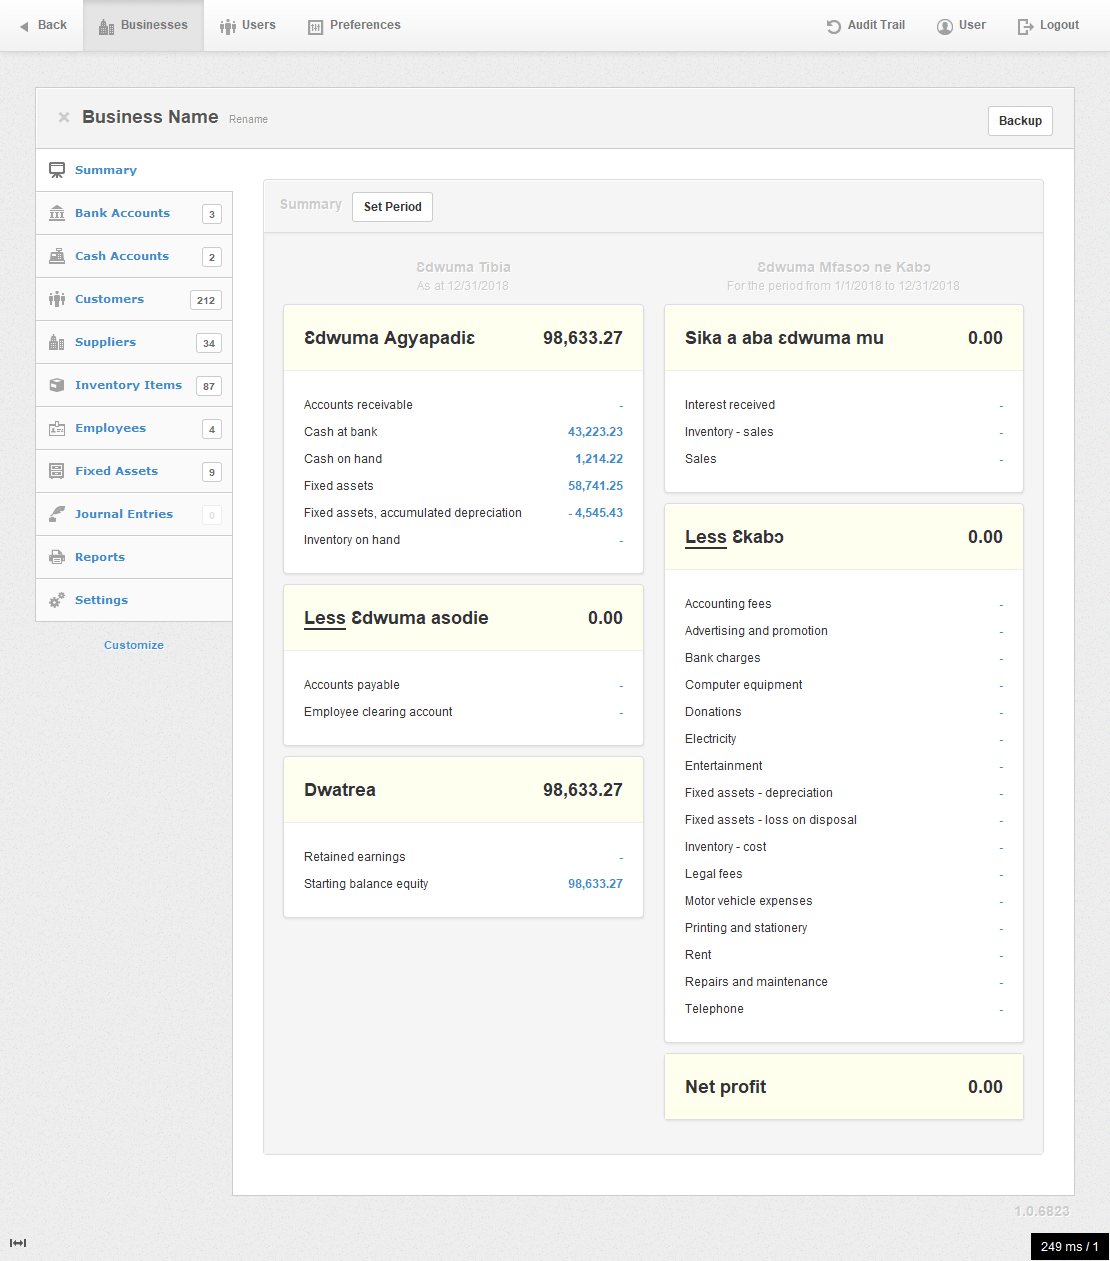 Back
Businesses
Users
Preferences
Audit Trail
User
Logout
Business Name Rename
Backup
Summary
Bank Accounts 3
Cash Accounts 2
Customers 212
Suppliers 34
Inventory Items 87
Employees 4
Fixed Assets 9
Journal Entries 0
Reports
Settings
Customize
Summary Set Period
Ɛdwuma Tibia
As at 12/31/2018
Ɛdwuma Agyapadiɛ 98,633.27
Accounts receivable -
Cash at bank 43,223.23
Cash on hand 1,214.22
Fixed assets 58,741.25
Fixed assets, accumulated depreciation - 4,545.43
Inventory on hand -
Less Ɛdwuma asodie 0.00
Accounts payable -
Employee clearing account -
Dwatrea 98,633.27
Retained earnings -
Starting balance equity 98,633.27
Ɛdwuma Mfasoɔ ne Kabɔ
For the period from 1/1/2018 to 12/31/2018
Sika a aba ɛdwuma mu 0.00
Interest received -
Inventory - sales -
Sales -
Less Ɛkabɔ 0.00
Accounting fees -
Advertising and promotion -
Bank charges -
Computer equipment -
Donations -
Electricity -
Entertainment -
Fixed assets - depreciation -
Fixed assets - loss on disposal -
Inventory - cost -
Legal fees -
Motor vehicle expenses -
Printing and stationery -
Rent -
Repairs and maintenance -
Telephone -
Net profit 0.00
1.0.6823
249 ms / 1